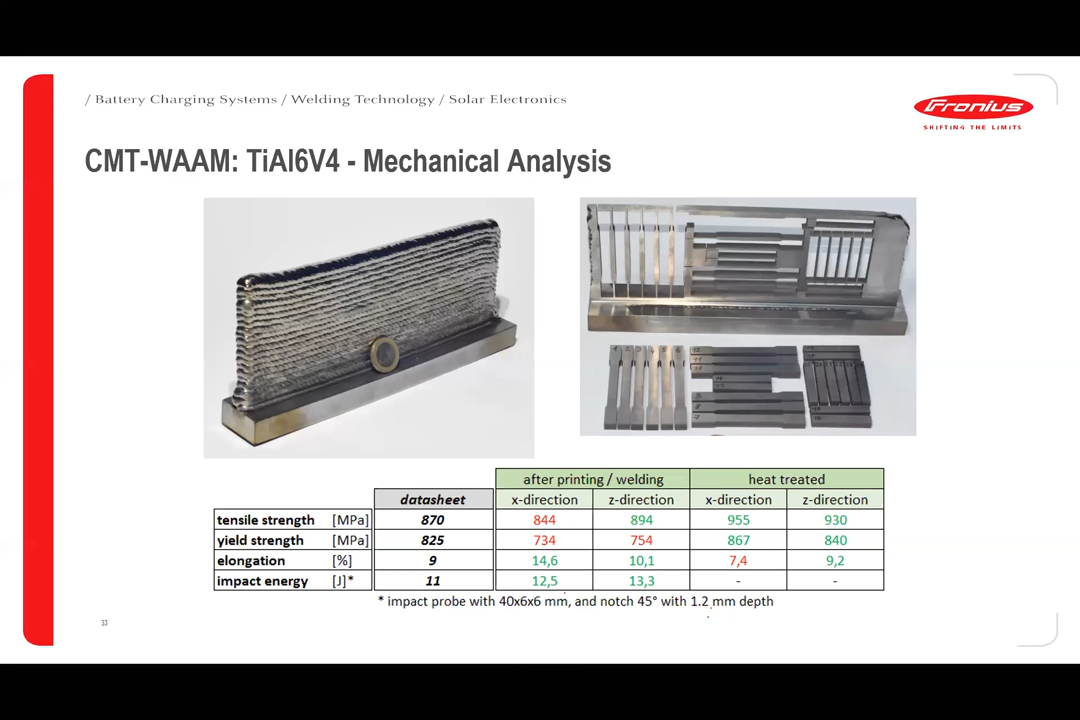 / Battery Charging Systems / Welding Technology / Solar Electronics
Fronius
SHIFTING THE LIMITS
CMT-WAAM: TiAl6V4 - Mechanical Analysis
after printing / welding heat treated
datasheet x-direction z-direction x-direction z-direction
tensile strength [MPa] 870 844 894 955 930
yield strength [MPa] 825 734 754 867 840
elongation [%] 9 14,6 10,1 7,4 9,2
impact energy [J]* 11 12,5 13,3 - -
* impact probe with 40x6x6 mm, and notch 45° with 1.2 mm depth
33